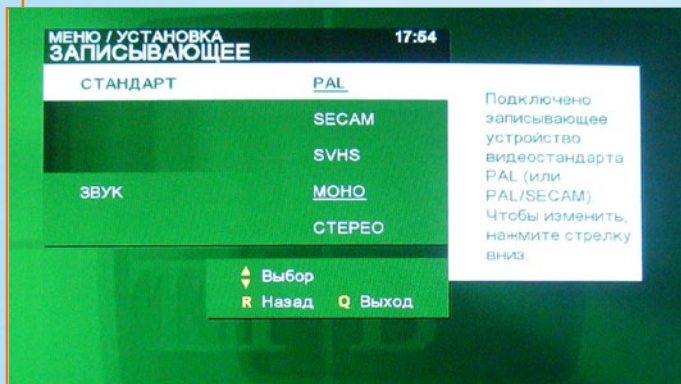 МЕНЮ / УСТАНОВКА 17:54
ЗАПИСЫВАЮЩЕЕ
СТАНДАРТ PAL
SECAM
SVHS
ЗВУК МОНО
СТЕРЕО
Подключено
записывающее
устройство
видеостандарта
PAL (или
PAL/SECAM)
Чтобы изменить,
нажмите стрелку
вниз.
Выбор
R Назад Q Выход